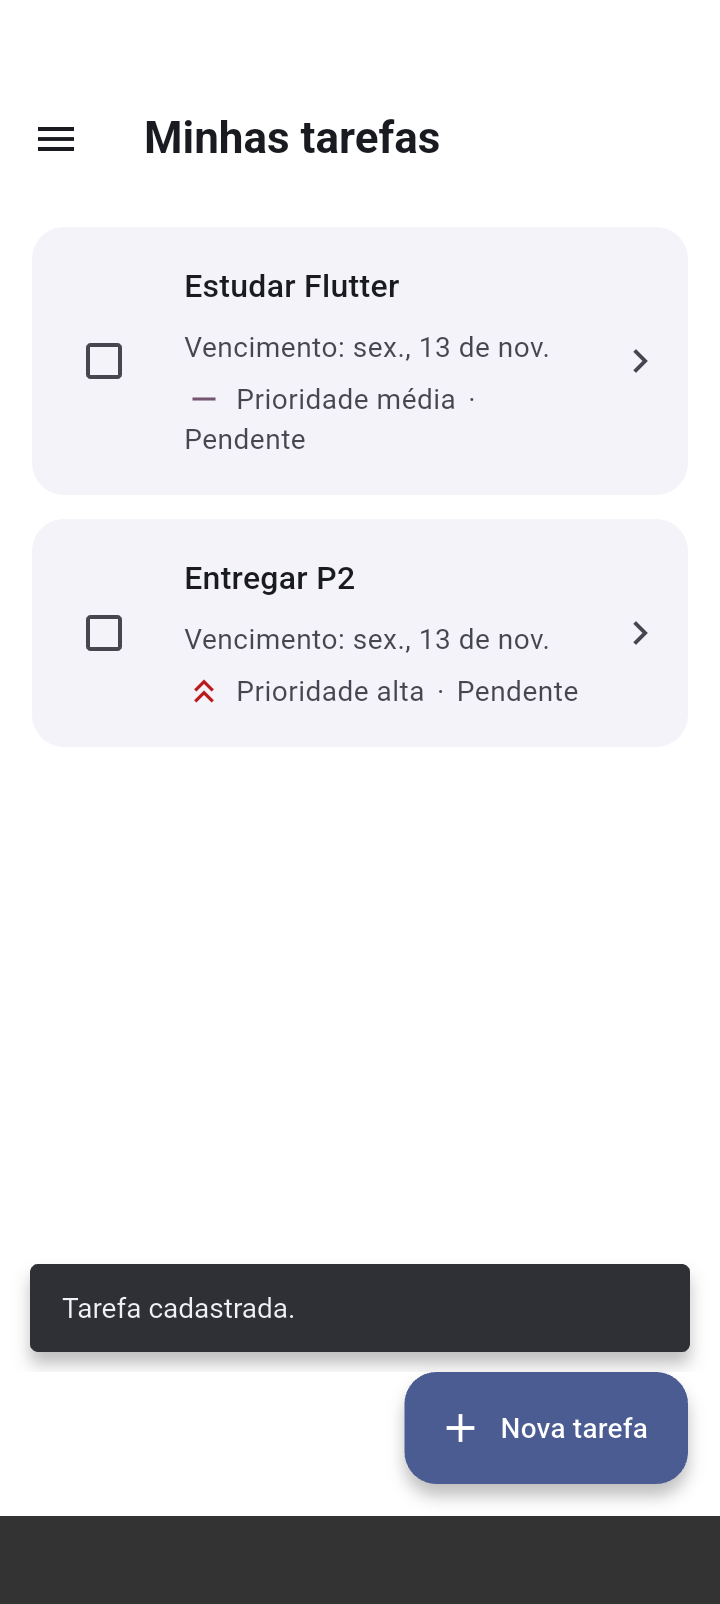 Minhas tarefas
Estudar Flutter
Vencimento: sex., 13 de nov.
Prioridade média ·
Pendente
Entregar P2
Vencimento: sex., 13 de nov.
Prioridade alta · Pendente
Tarefa cadastrada.
Nova tarefa